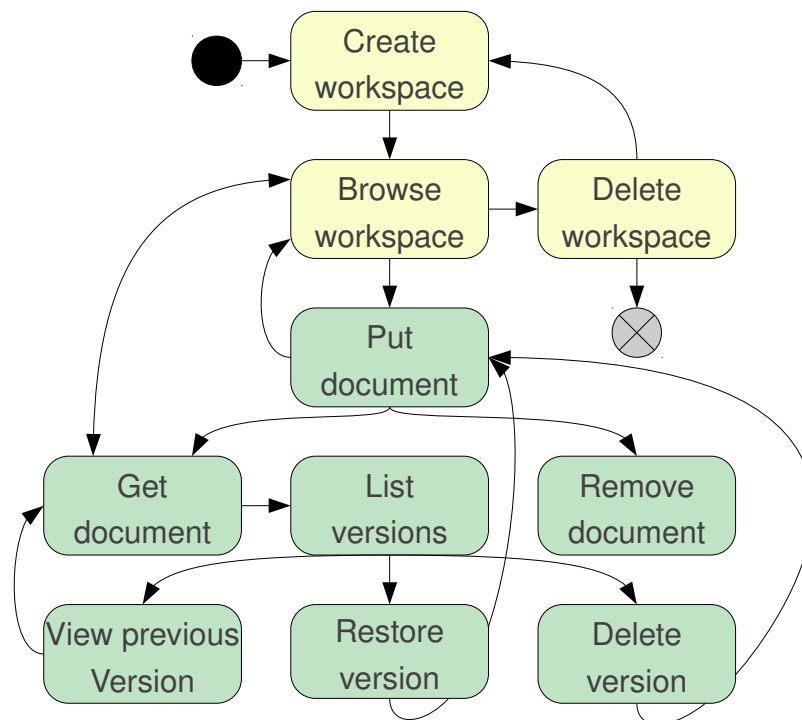 Create
workspace
Browse
workspace
Delete
workspace
Put
document
Get
document
List
versions
Remove
document
View previous
Version
Restore
version
Delete
version